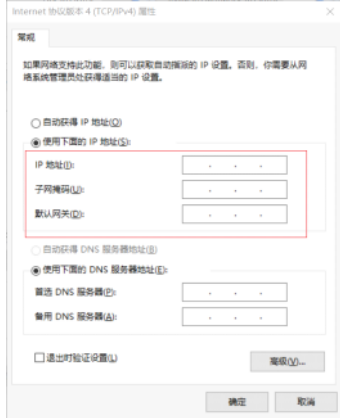 Internet 协议版本 4 (TCP/IPv4) 属性
常规
如果网络支持此功能，则可以获取自动指派的 IP 设置。否则，你需要从网
络系统管理员处获得适当的 IP 设置。
自动获得 IP 地址(O)
使用下面的 IP 地址(S):
IP 地址(I):
子网掩码(U):
默认网关(D):
自动获得 DNS 服务器地址(B)
使用下面的 DNS 服务器地址(E):
首选 DNS 服务器(P):
备用 DNS 服务器(A):
退出时验证设置(L)
高级(V)...
确定
取消